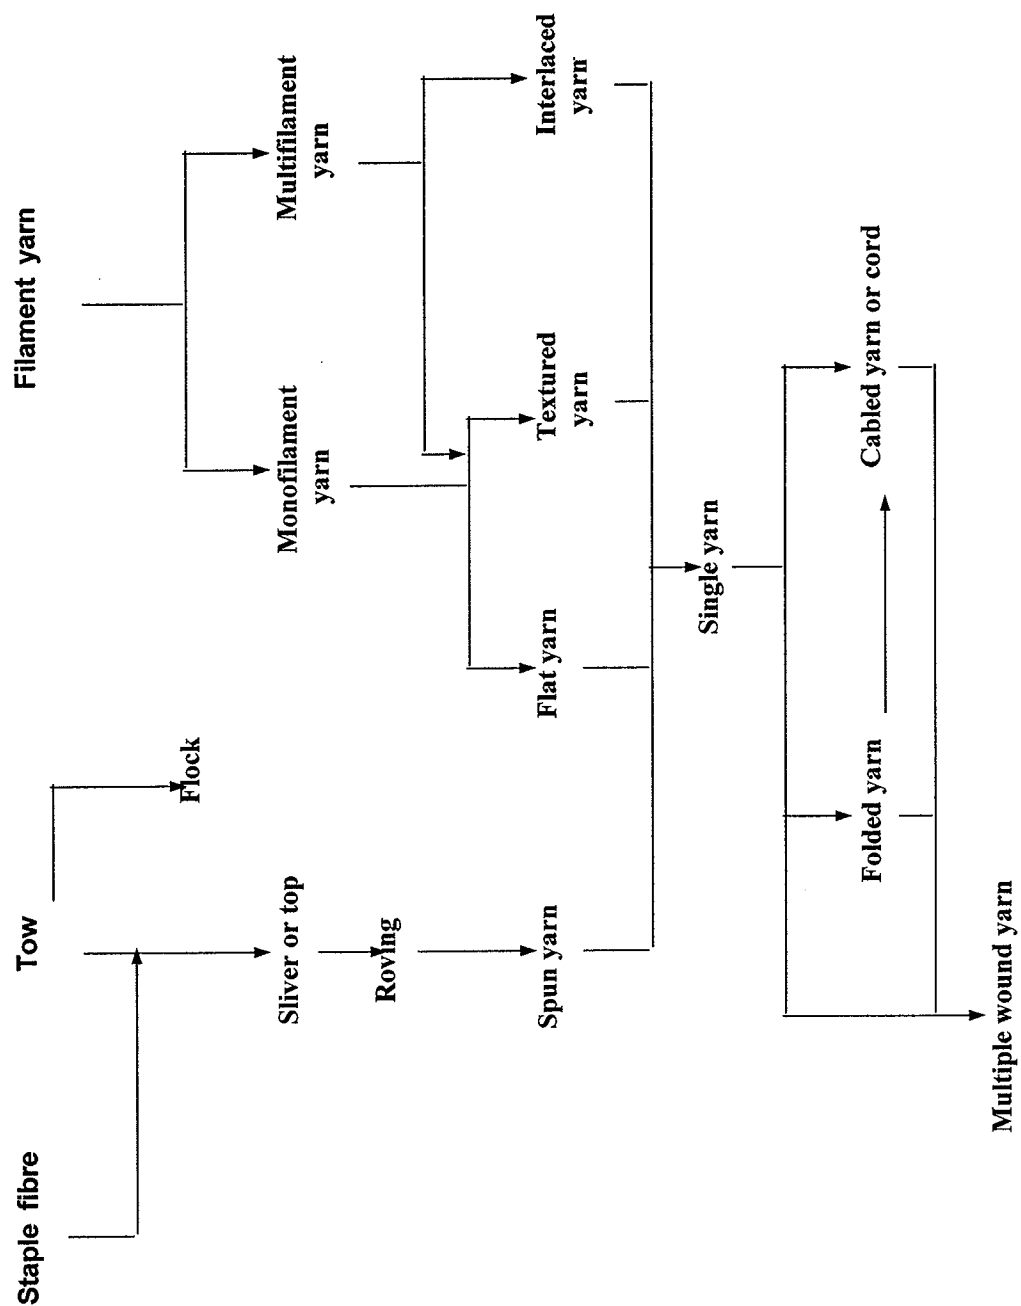 Staple fibre
Tow
Filament yarn
Flock
Sliver or top
Monofilament
yarn
Multifilament
yarn
Roving
Spun yarn
Flat yarn
Textured
yarn
Interlaced
yarn
Single yarn
Folded yarn
Cabled yarn or cord
Multiple wound yarn